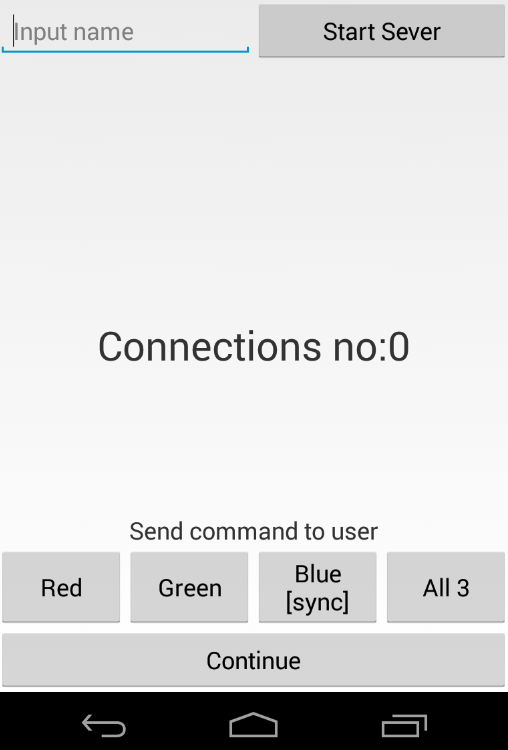 Input name
Start Sever
Connections no:0
Send command to user
Red
Green
Blue
[sync]
All 3
Continue